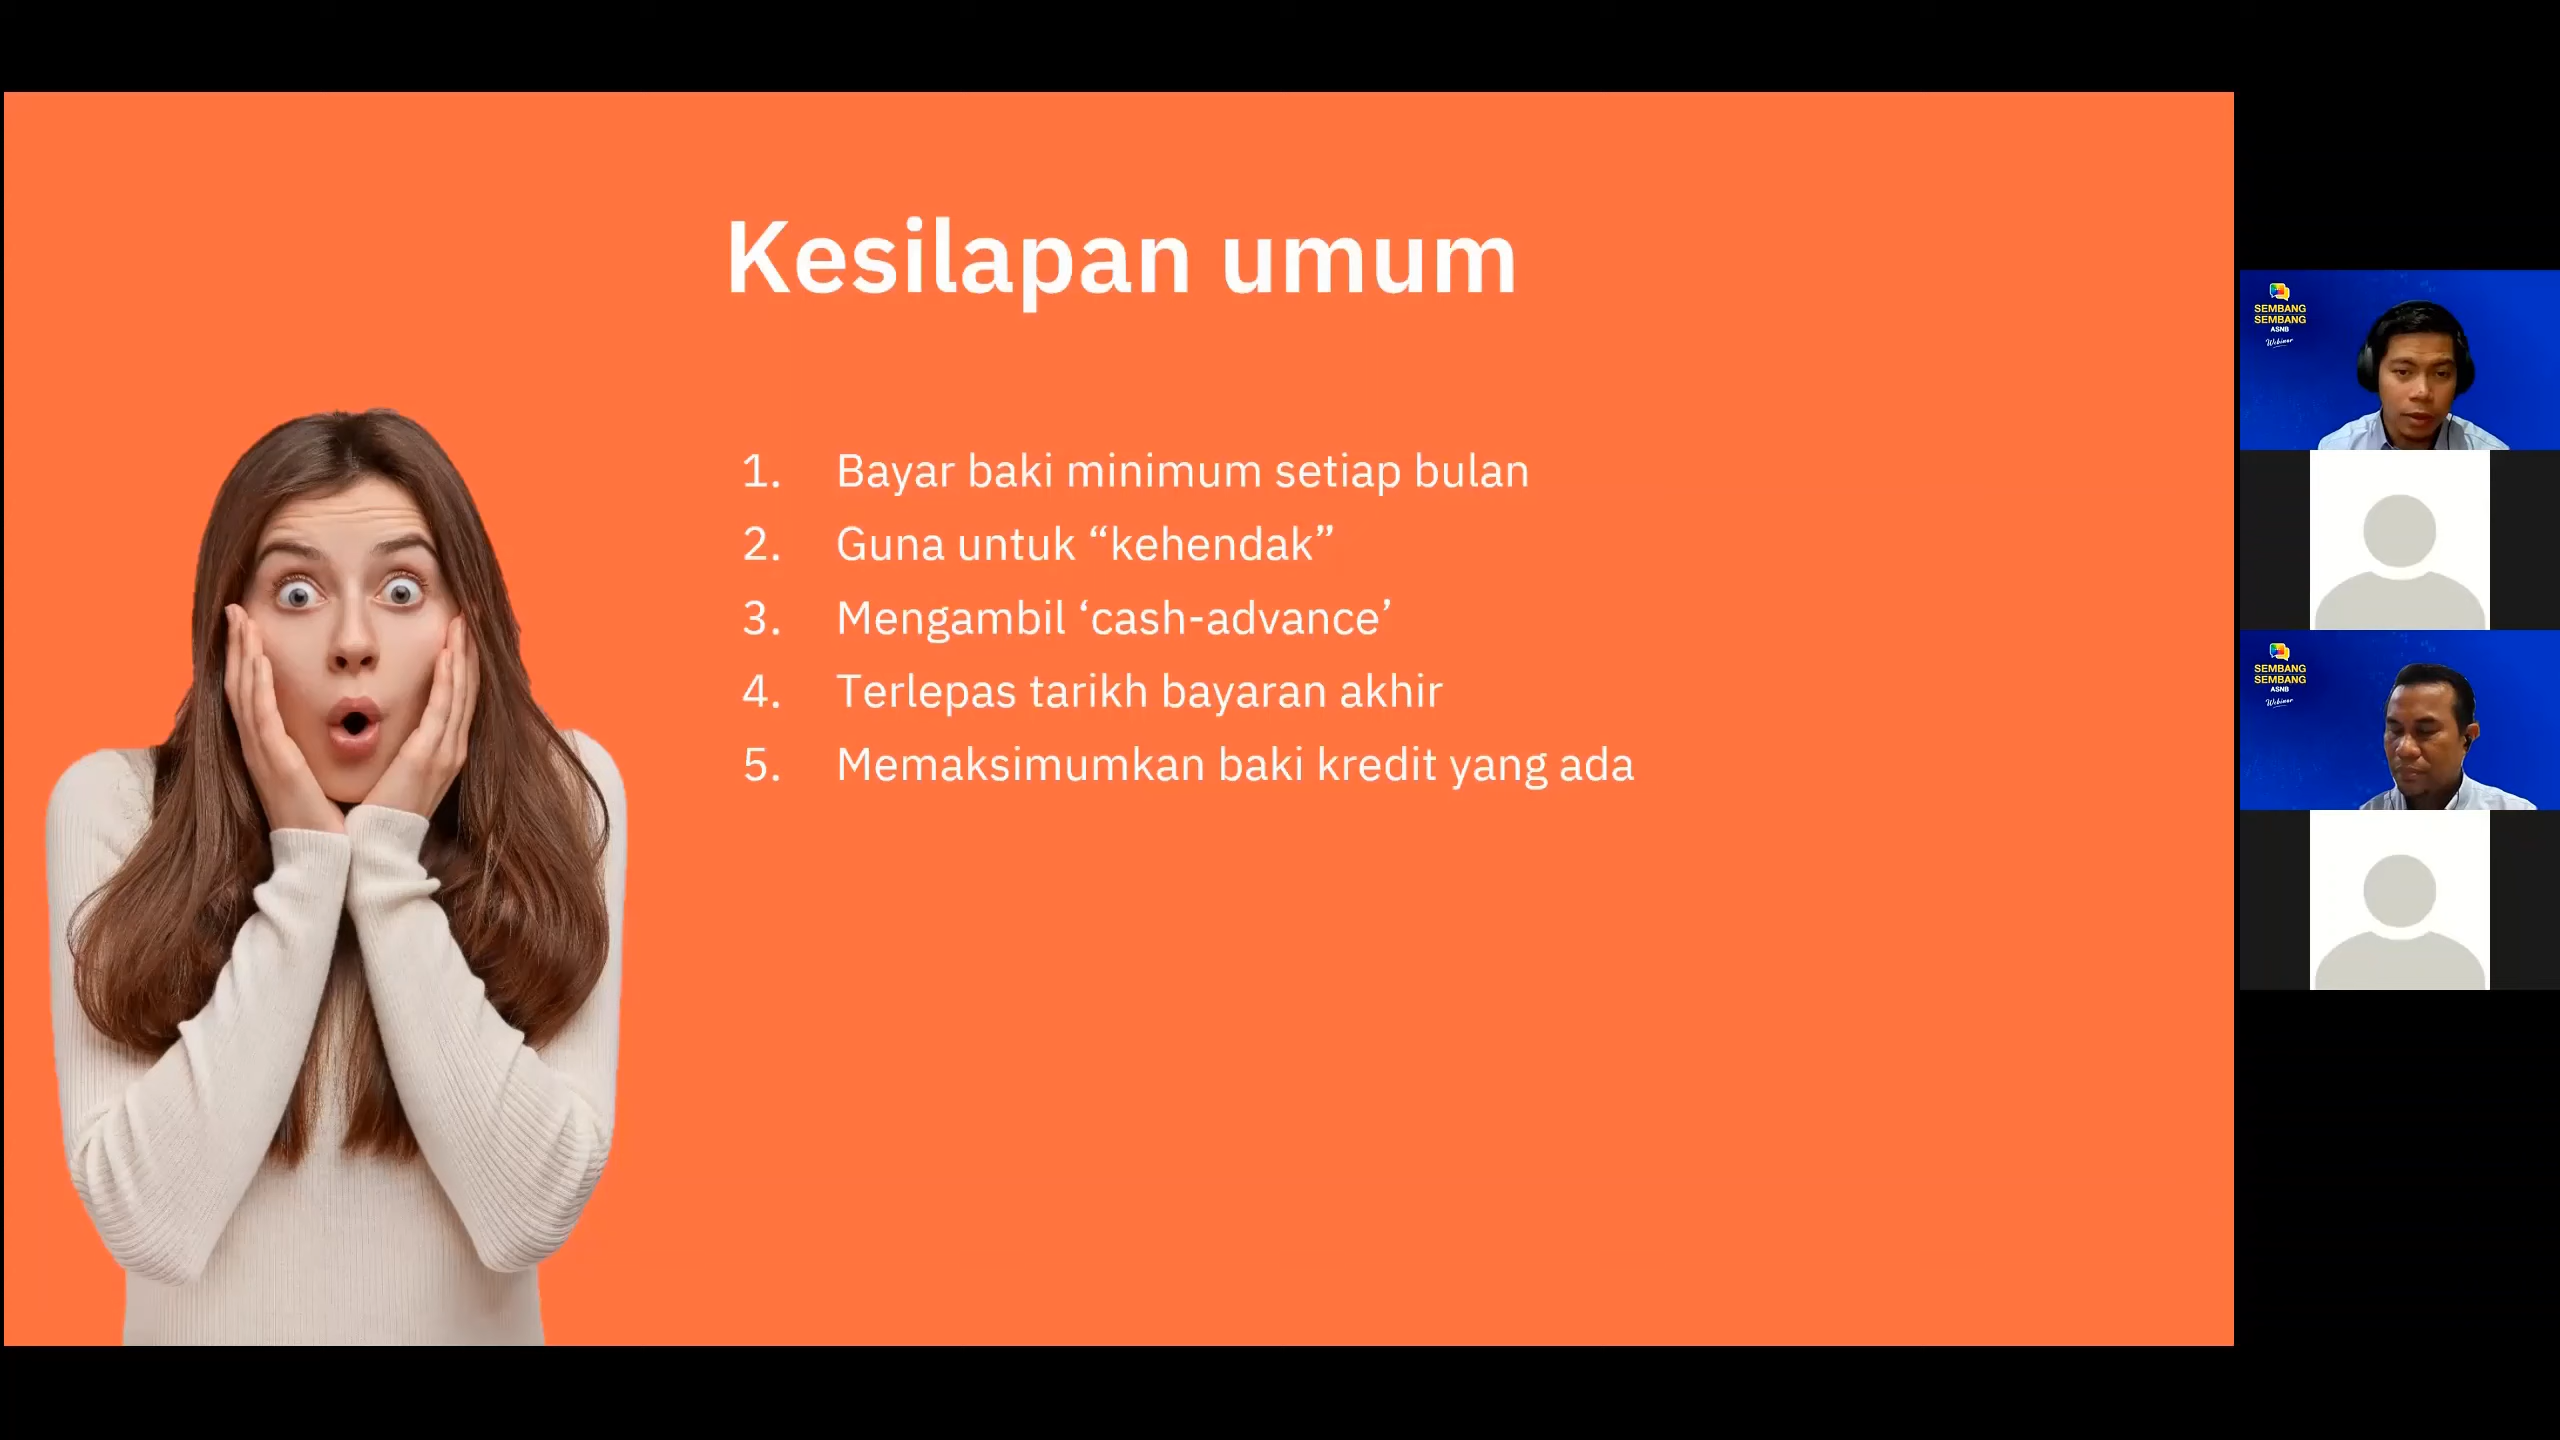 Kesilapan umum
1. Bayar baki minimum setiap bulan
2. Guna untuk “kehendak”
3. Mengambil ‘cash-advance’
4. Terlepas tarikh bayaran akhir
5. Memaksimumkan baki kredit yang ada
SEMBANG
SEMBANG
ASNB
Webinar
SEMBANG
SEMBANG
ASNB
Webinar